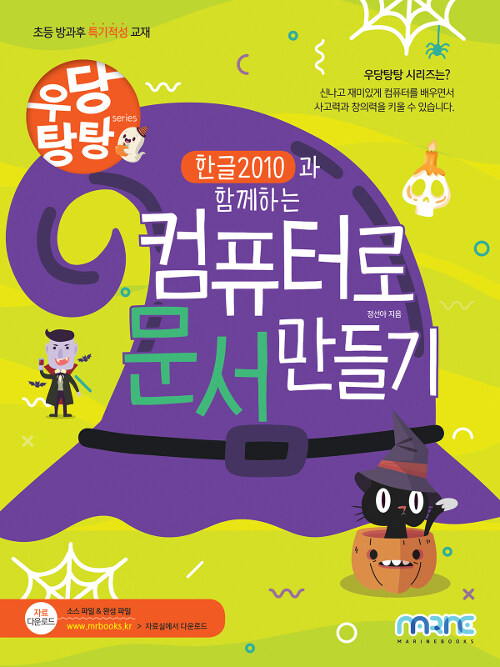 초등 방과후 특기적성 교재
우당탕탕 시리즈는?
신나고 재미있게 컴퓨터를 배우면서
사고력과 창의력을 키울 수 있습니다.
우당
탕탕
series
한글2010과
함께하는
컴퓨터로
정선아 지음
문서만들기
자료
다운로드
소스 파일 & 완성 파일
www.mrbooks.kr > 자료실에서 다운로드
MARINE
MARINEBOOKS